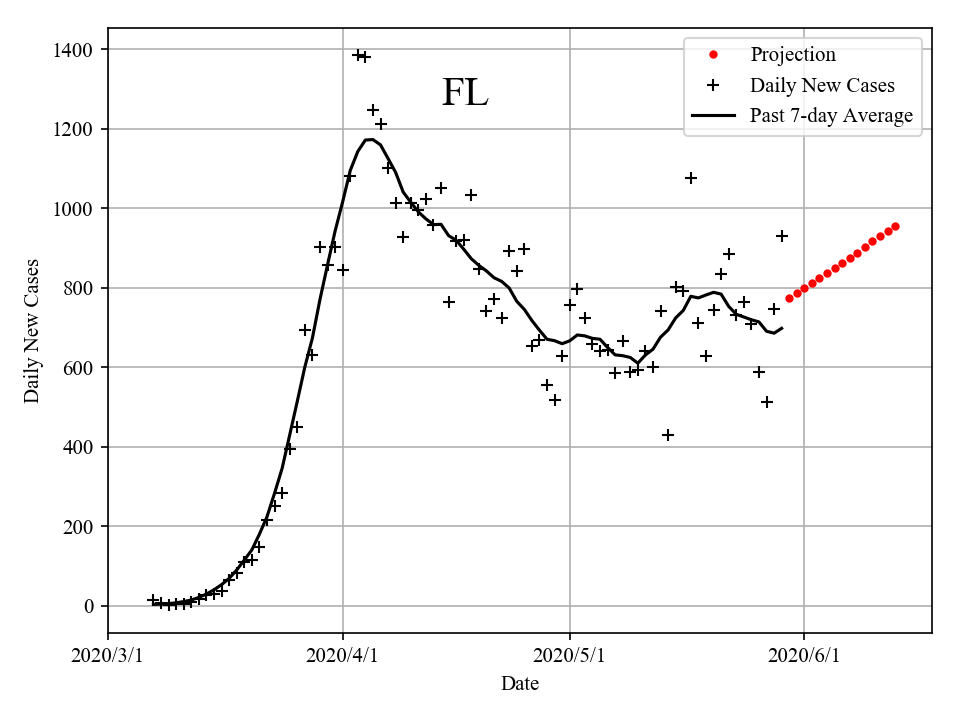 FL
Projection
Daily New Cases
Past 7-day Average
1400
1200
1000
800
600
400
200
0
Daily New Cases
2020/3/1
2020/4/1
2020/5/1
2020/6/1
Date